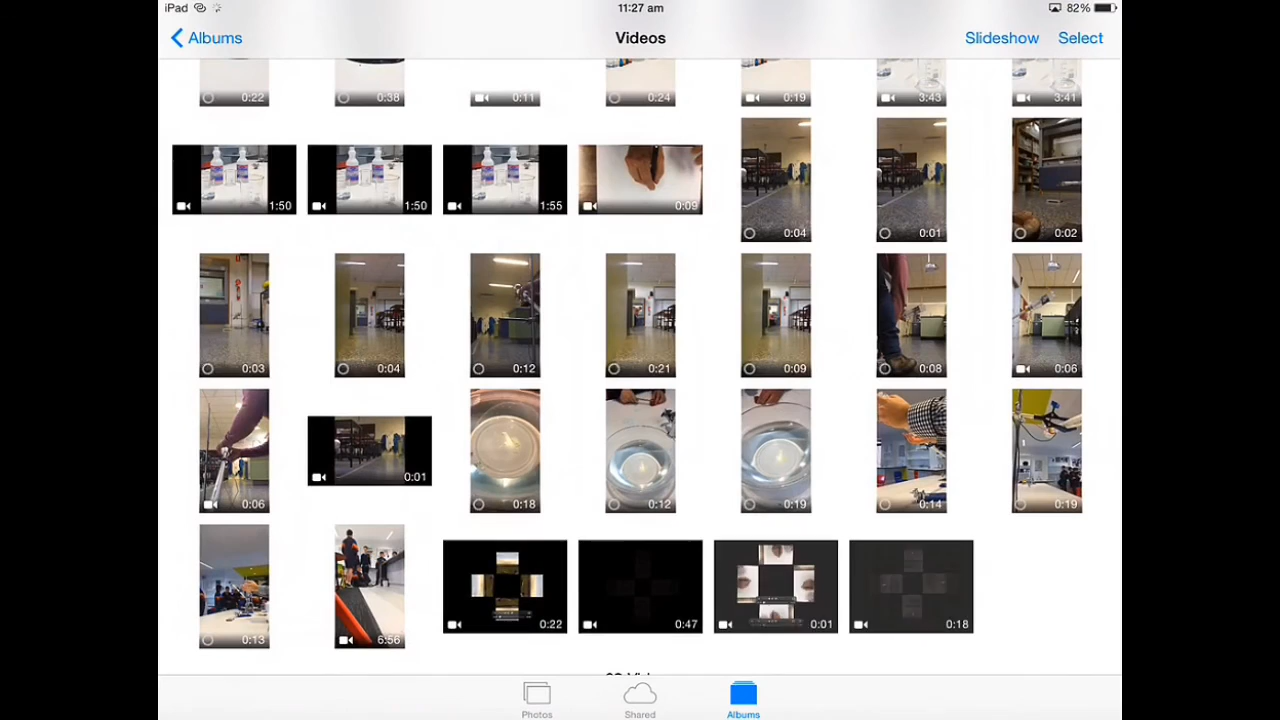 iPad 11:27 am 82%
Albums Videos Slideshow Select
0:22 0:38 0:11 0:24 0:19 3:43 3:41
1:50 1:50 1:55 0:09 0:04 0:01 0:02
0:03 0:04 0:12 0:21 0:09 0:08 0:06
0:06 0:01 0:18 0:12 0:19 0:14 0:19
0:13 6:56 0:22 0:47 0:01 0:18
Photos Shared Albums